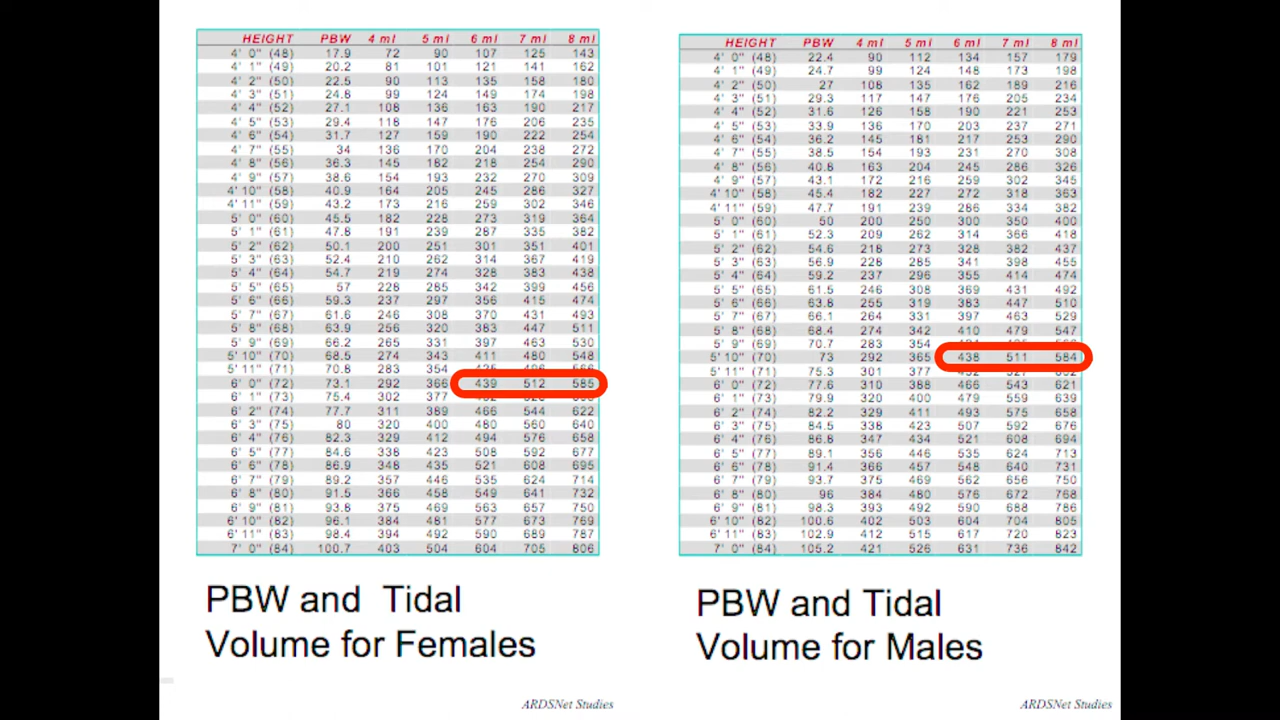 HEIGHT PBW 4 ml 5 ml 6 ml 7 ml 8 ml
4' 0" (48) 17.9 72 90 107 125 143
4' 1" (49) 20.2 81 101 121 141 162
4' 2" (50) 22.5 90 113 135 158 180
4' 3" (51) 24.8 99 124 149 174 198
4' 4" (52) 27.1 108 136 163 190 217
4' 5" (53) 29.4 118 147 176 206 235
4' 6" (54) 31.7 127 159 190 222 254
4' 7" (55) 34 136 170 204 238 272
4' 8" (56) 36.3 145 182 218 254 290
4' 9" (57) 38.6 154 193 232 270 309
4' 10" (58) 40.9 164 205 245 286 327
4' 11" (59) 43.2 173 216 259 302 346
5' 0" (60) 45.5 182 228 273 319 364
5' 1" (61) 47.8 191 239 287 335 382
5' 2" (62) 50.1 200 251 301 351 401
5' 3" (63) 52.4 210 262 314 367 419
5' 4" (64) 54.7 219 274 328 383 438
5' 5" (65) 57 228 285 342 399 456
5' 6" (66) 59.3 237 297 356 415 474
5' 7" (67) 61.6 246 308 370 431 493
5' 8" (68) 63.9 256 320 383 447 511
5' 9" (69) 66.2 265 331 397 463 530
5' 10" (70) 68.5 274 343 411 480 548
5' 11" (71) 70.8 283 354
6' 0" (72) 73.1 292 366 439 512 585
6' 1" (73) 75.4 302 377
6' 2" (74) 77.7 311 389 466 544 622
6' 3" (75) 80 320 400 480 560 640
6' 4" (76) 82.3 329 412 494 576 658
6' 5" (77) 84.6 338 423 508 592 677
6' 6" (78) 86.9 348 435 521 608 695
6' 7" (79) 89.2 357 446 535 624 714
6' 8" (80) 91.5 366 458 549 641 732
6' 9" (81) 93.8 375 469 563 657 750
6' 10" (82) 96.1 384 481 577 673 769
6' 11" (83) 98.4 394 492 590 689 787
7' 0" (84) 100.7 403 504 604 705 806
PBW and Tidal
Volume for Females
ARDSNet Studies
HEIGHT PBW 4 ml 5 ml 6 ml 7 ml 8 ml
4' 0" (48) 22.4 90 112 134 157 179
4' 1" (49) 24.7 99 124 148 173 198
4' 2" (50) 27 108 135 162 189 216
4' 3" (51) 29.3 117 147 176 205 234
4' 4" (52) 31.6 126 158 190 221 253
4' 5" (53) 33.9 136 170 203 237 271
4' 6" (54) 36.2 145 181 217 253 290
4' 7" (55) 38.5 154 193 231 270 308
4' 8" (56) 40.8 163 204 245 286 326
4' 9" (57) 43.1 172 216 259 302 345
4' 10" (58) 45.4 182 227 272 318 363
4' 11" (59) 47.7 191 239 286 334 382
5' 0" (60) 50 200 250 300 350 400
5' 1" (61) 52.3 209 262 314 366 418
5' 2" (62) 54.6 218 273 328 382 437
5' 3" (63) 56.9 228 285 341 398 455
5' 4" (64) 59.2 237 296 355 414 474
5' 5" (65) 61.5 246 308 369 431 492
5' 6" (66) 63.8 255 319 383 447 510
5' 7" (67) 66.1 264 331 397 463 529
5' 8" (68) 68.4 274 342 410 479 547
5' 9" (69) 70.7 283 354
5' 10" (70) 73 292 365 438 511 584
5' 11" (71) 75.3 301 377
6' 0" (72) 77.6 310 388 466 543 621
6' 1" (73) 79.9 320 400 479 559 639
6' 2" (74) 82.2 329 411 493 575 658
6' 3" (75) 84.5 338 423 507 592 676
6' 4" (76) 86.8 347 434 521 608 694
6' 5" (77) 89.1 356 446 535 624 713
6' 6" (78) 91.4 366 457 548 640 731
6' 7" (79) 93.7 375 469 562 656 750
6' 8" (80) 96 384 480 576 672 768
6' 9" (81) 98.3 393 492 590 688 786
6' 10" (82) 100.6 402 503 604 704 805
6' 11" (83) 102.9 412 515 617 720 823
7' 0" (84) 105.2 421 526 631 736 842
PBW and Tidal
Volume for Males
ARDSNet Studies